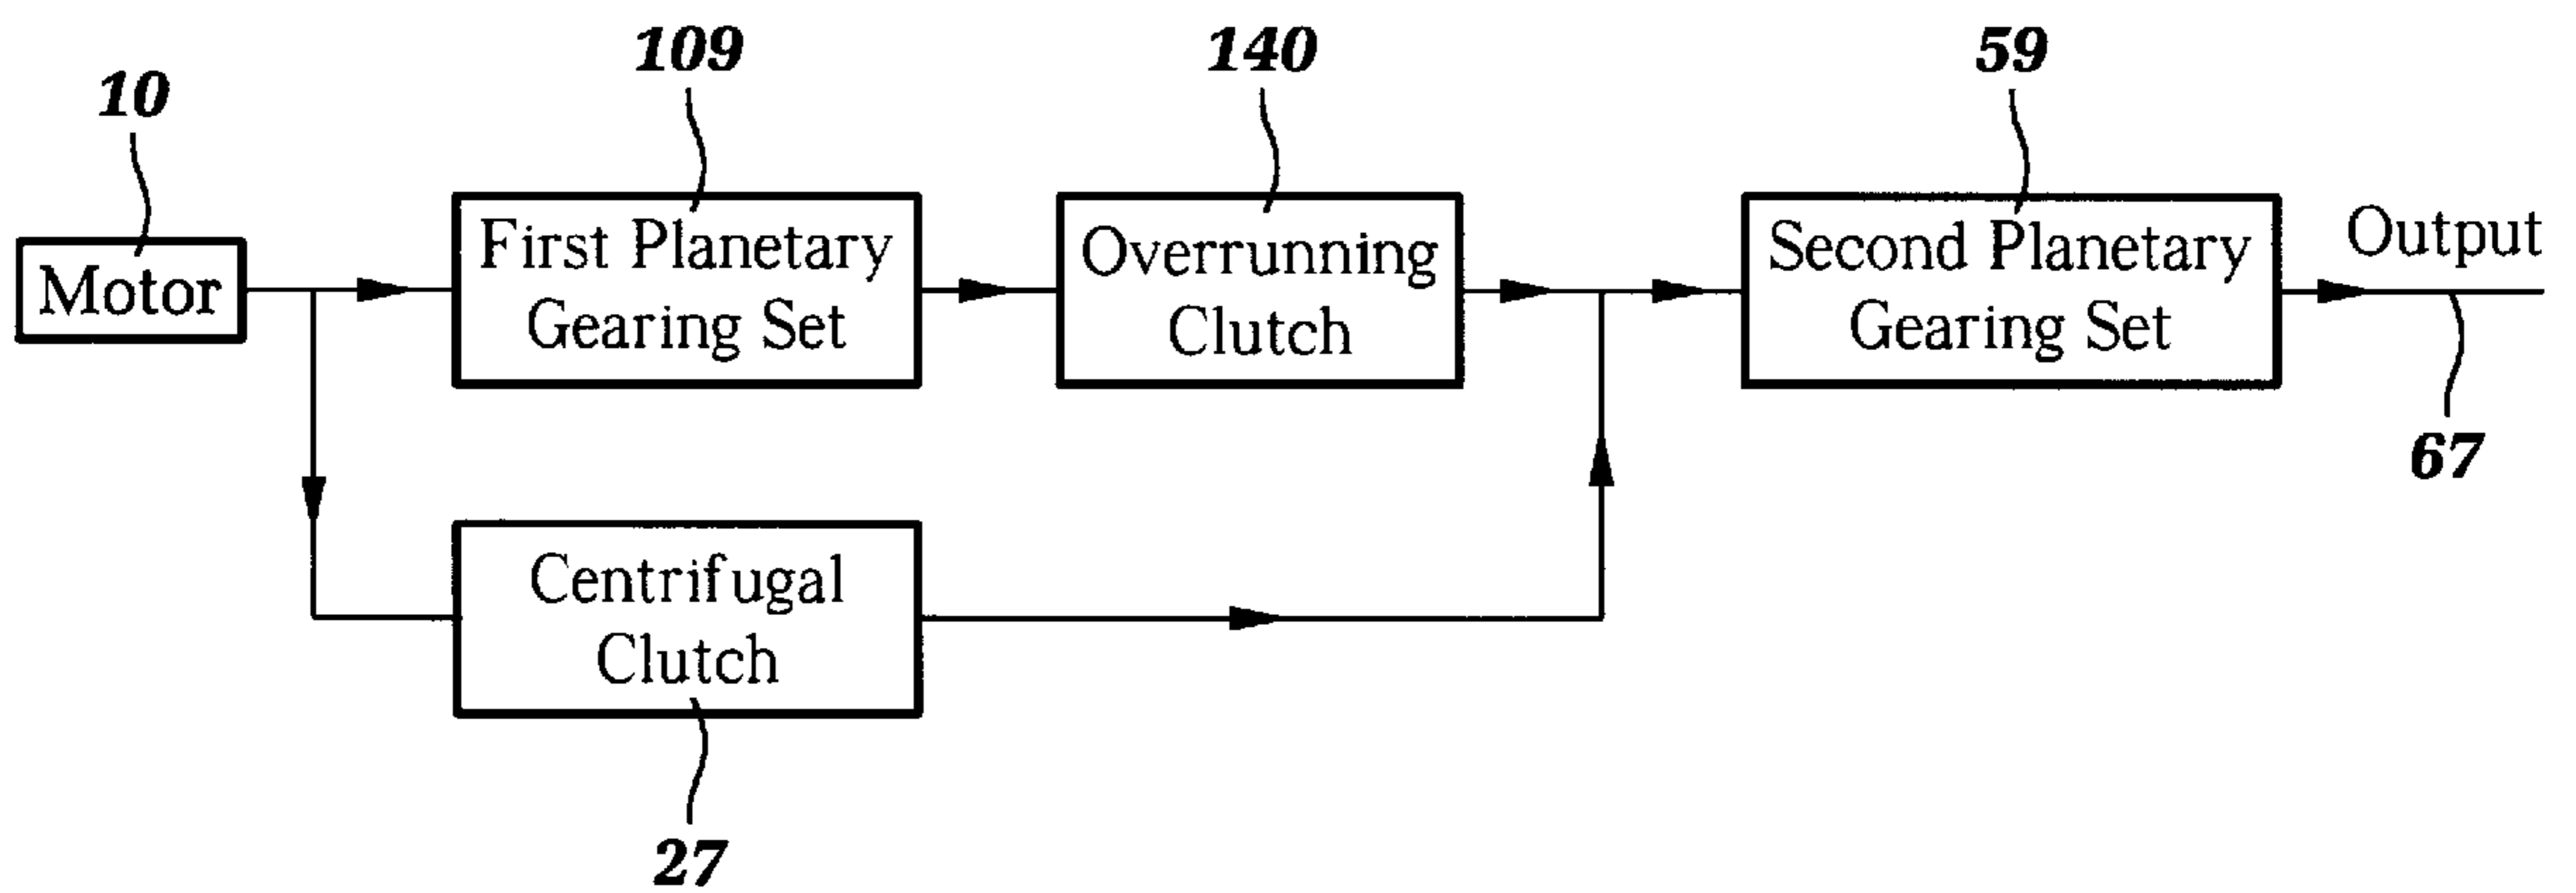 10
109
140
59
Motor
First Planetary
Gearing Set
Overrunning
Clutch
Second Planetary
Gearing Set
Output
67
Centrifugal
Clutch
27